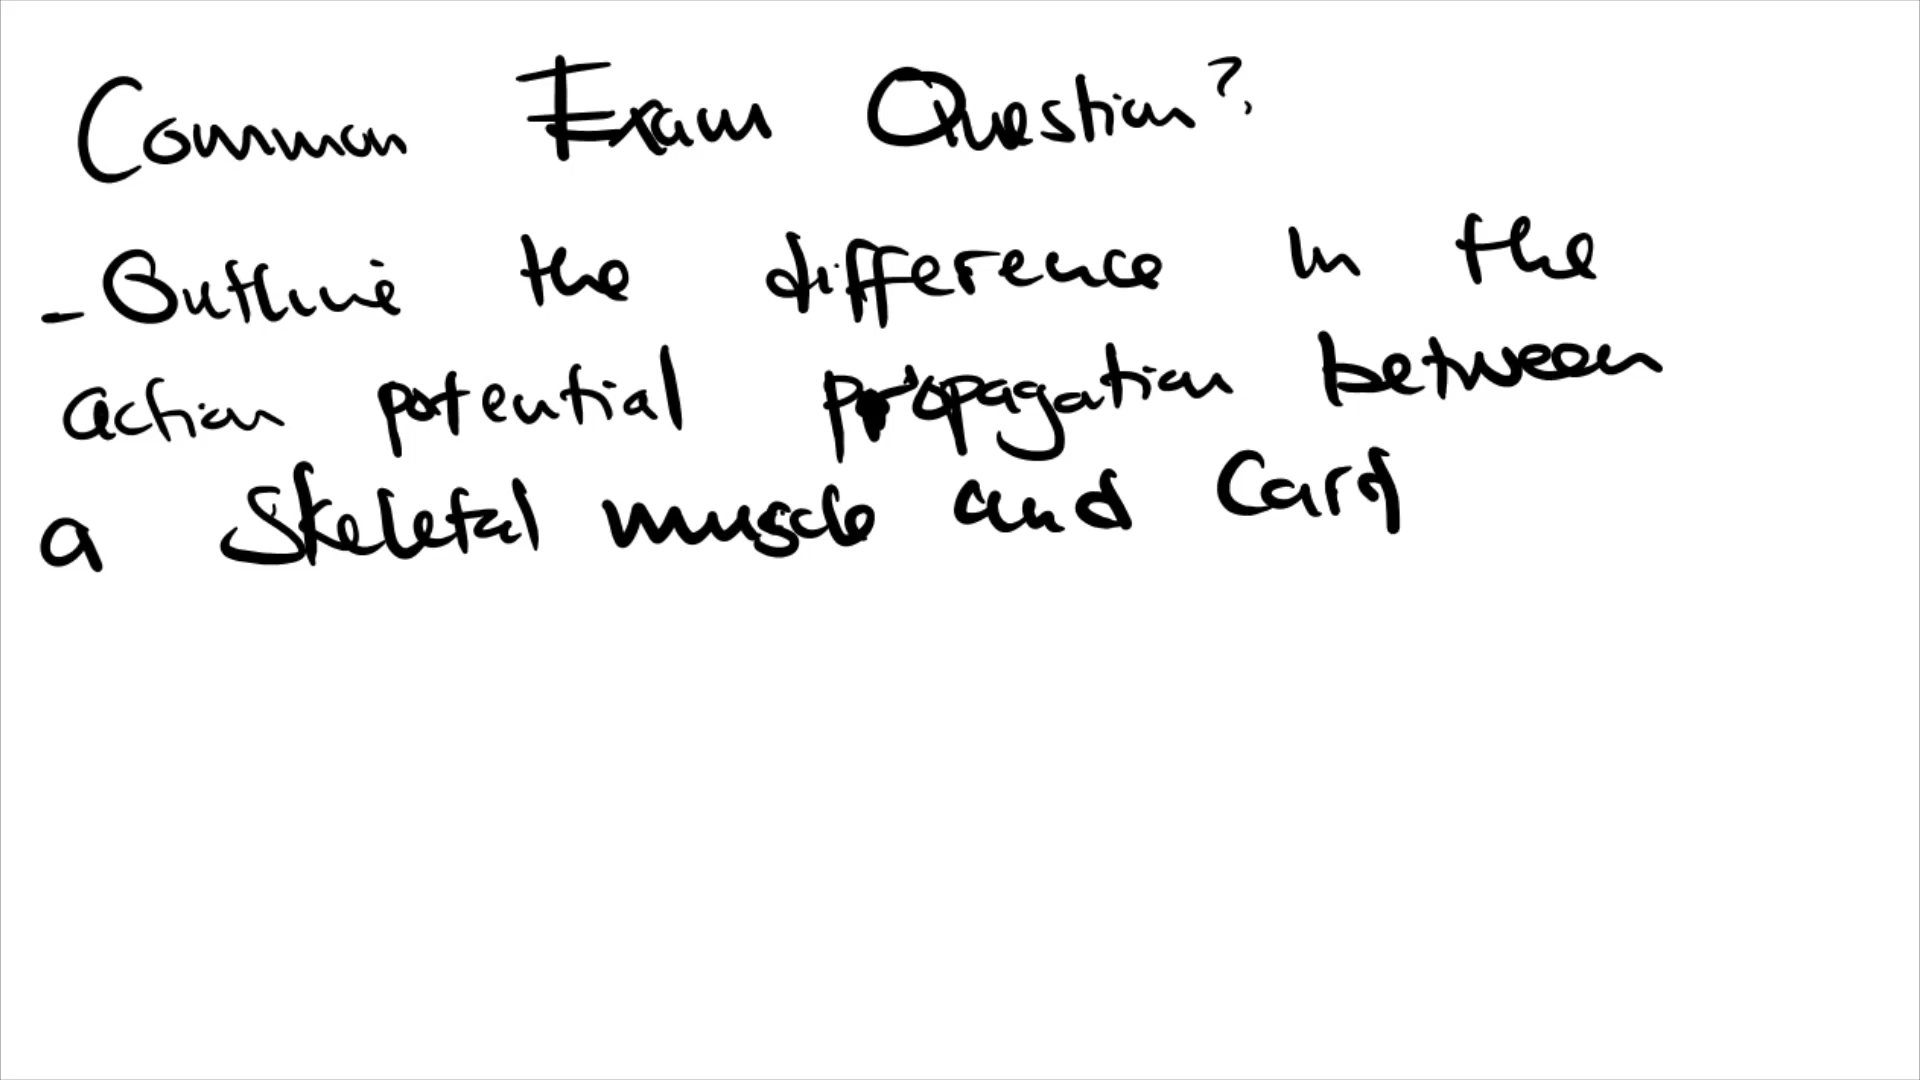 Common Exam Question?
- Outline the difference in the
action potential propagation between
a skeletal muscle and Card